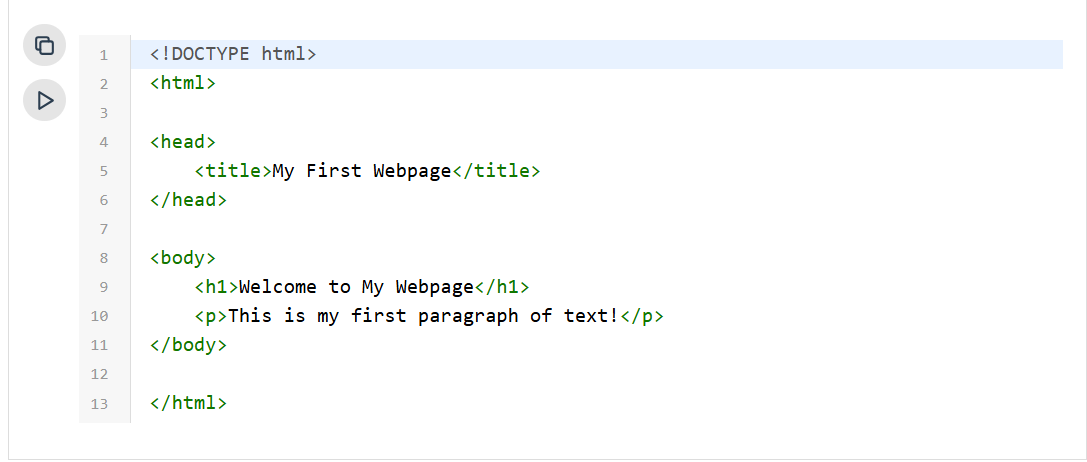 1 <!DOCTYPE html>
2 <html>
3
4 <head>
5     <title>My First Webpage</title>
6 </head>
7
8 <body>
9     <h1>Welcome to My Webpage</h1>
10     <p>This is my first paragraph of text!</p>
11 </body>
12
13 </html>